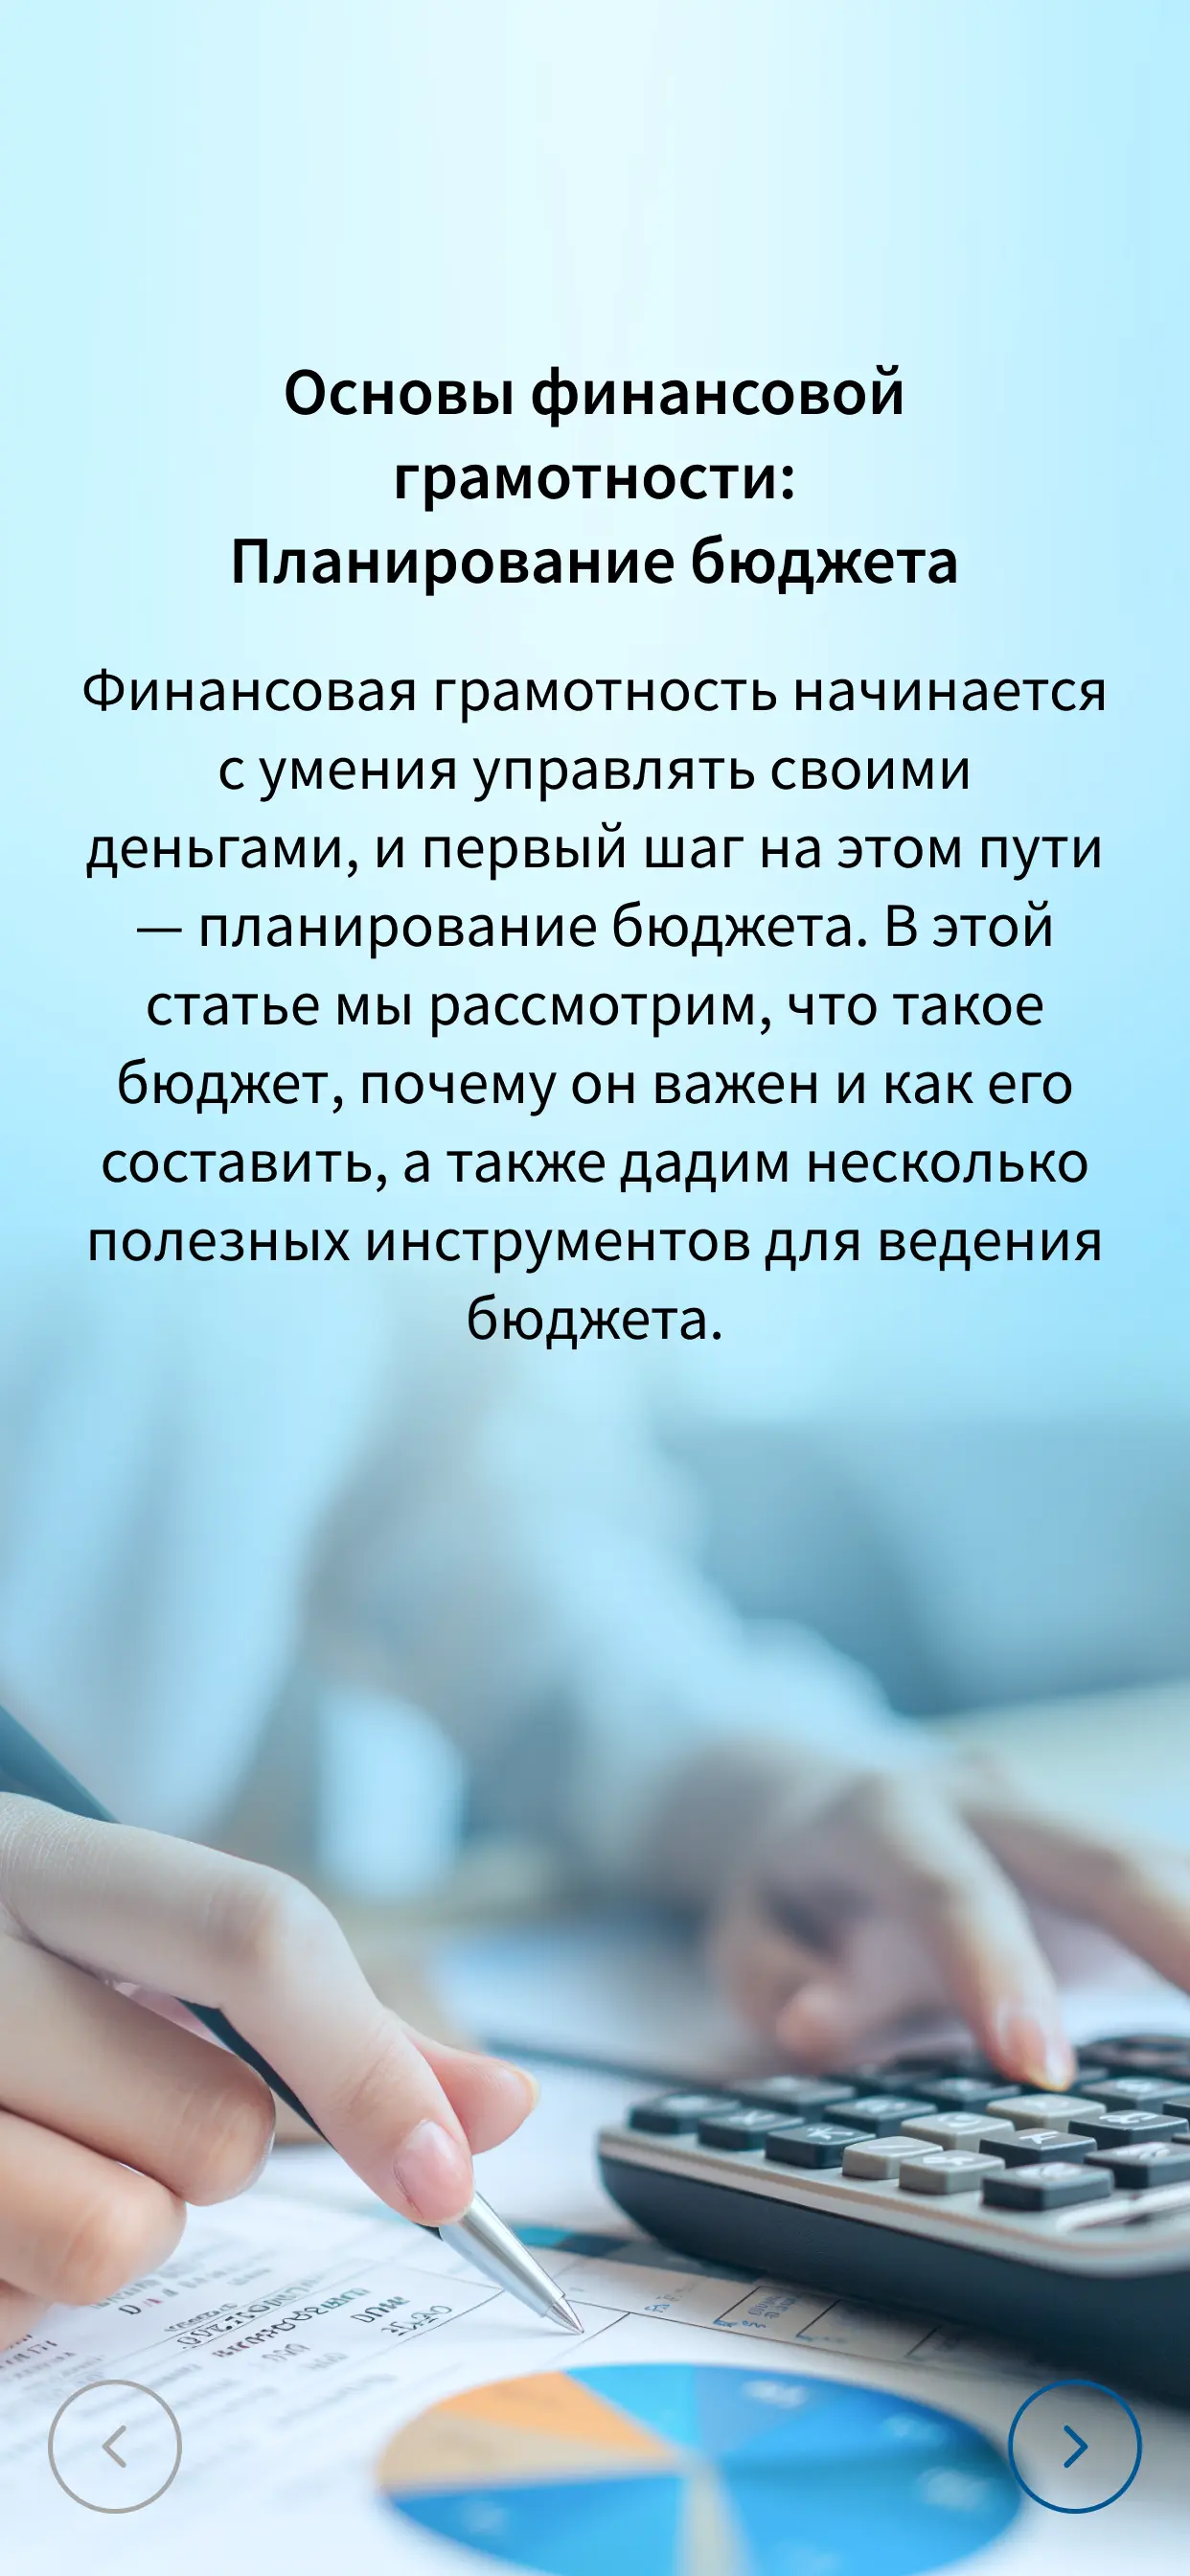 Основы финансовой
грамотности:
Планирование бюджета
Финансовая грамотность начинается
с умения управлять своими
деньгами, и первый шаг на этом пути
— планирование бюджета. В этой
статье мы рассмотрим, что такое
бюджет, почему он важен и как его
составить, а также дадим несколько
полезных инструментов для ведения
бюджета.